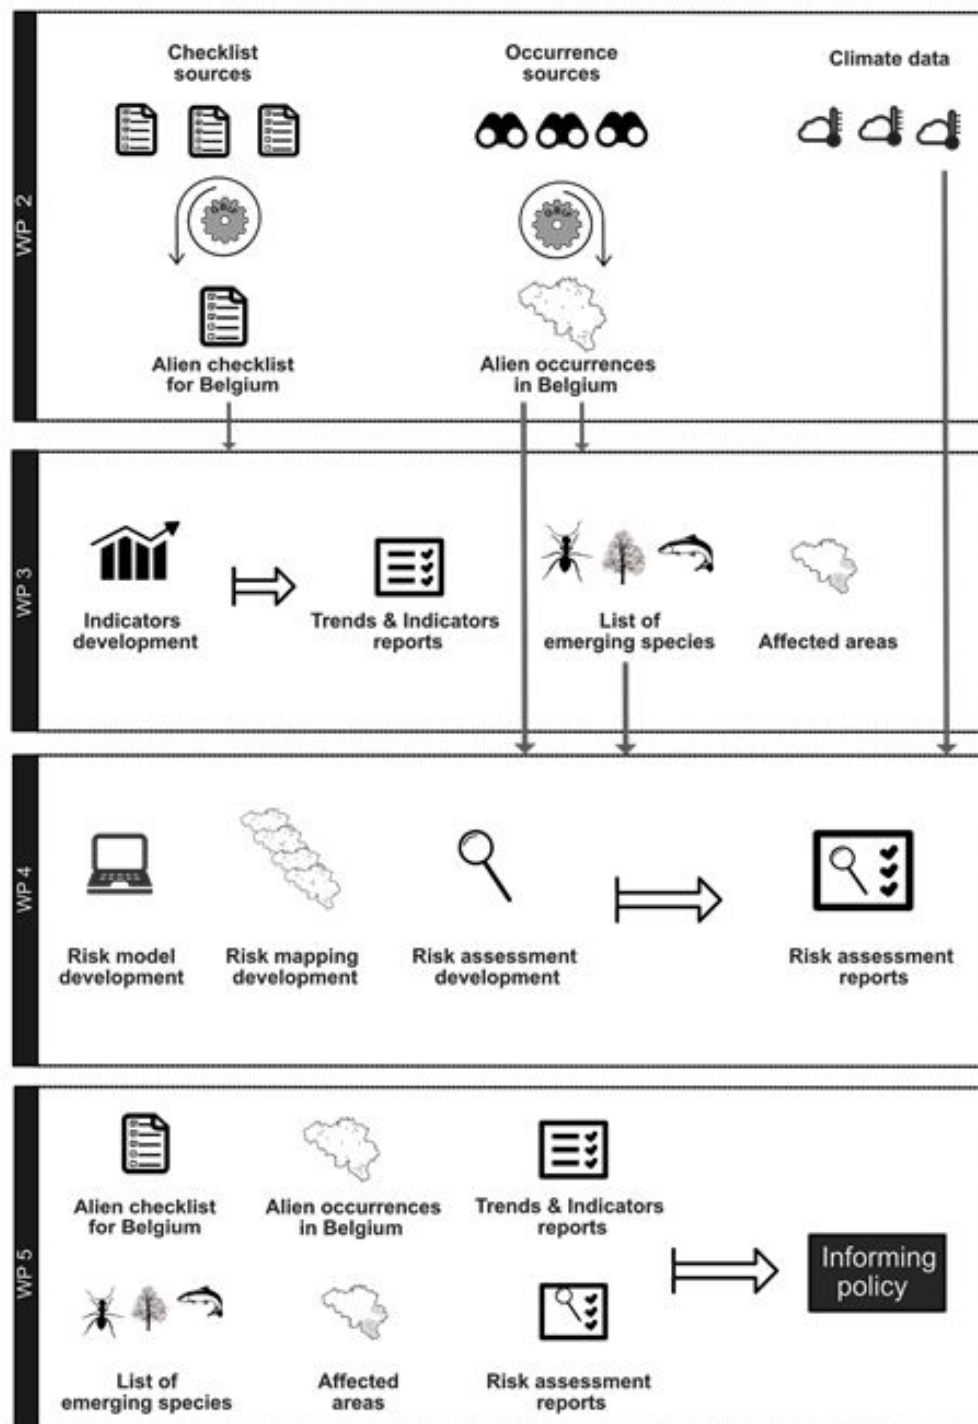 WP 2
Checklist
sources
Occurrence
sources
Climate data
Alien checklist
for Belgium
Alien occurrences
in Belgium
WP 3
Indicators
development
Trends & Indicators
reports
List of
emerging species
Affected areas
WP 4
Risk model
development
Risk mapping
development
Risk assessment
development
Risk assessment
reports
WP 5
Alien checklist
for Belgium
Alien occurrences
in Belgium
Trends & Indicators
reports
List of
emerging species
Affected
areas
Risk assessment
reports
Informing
policy